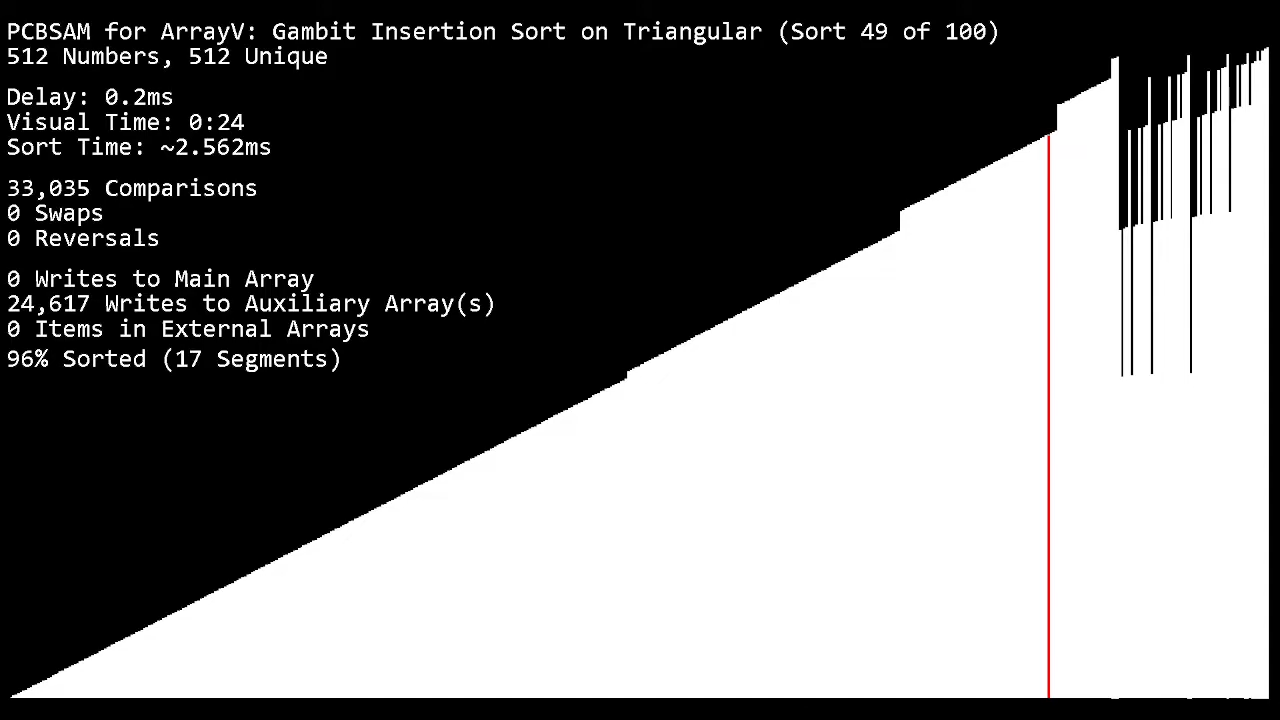 PCBSAM for ArrayV: Gambit Insertion Sort on Triangular (Sort 49 of 100)
512 Numbers, 512 Unique
Delay: 0.2ms
Visual Time: 0:24
Sort Time: ~2.562ms
33,035 Comparisons
0 Swaps
0 Reversals
0 Writes to Main Array
24,617 Writes to Auxiliary Array(s)
0 Items in External Arrays
96% Sorted (17 Segments)